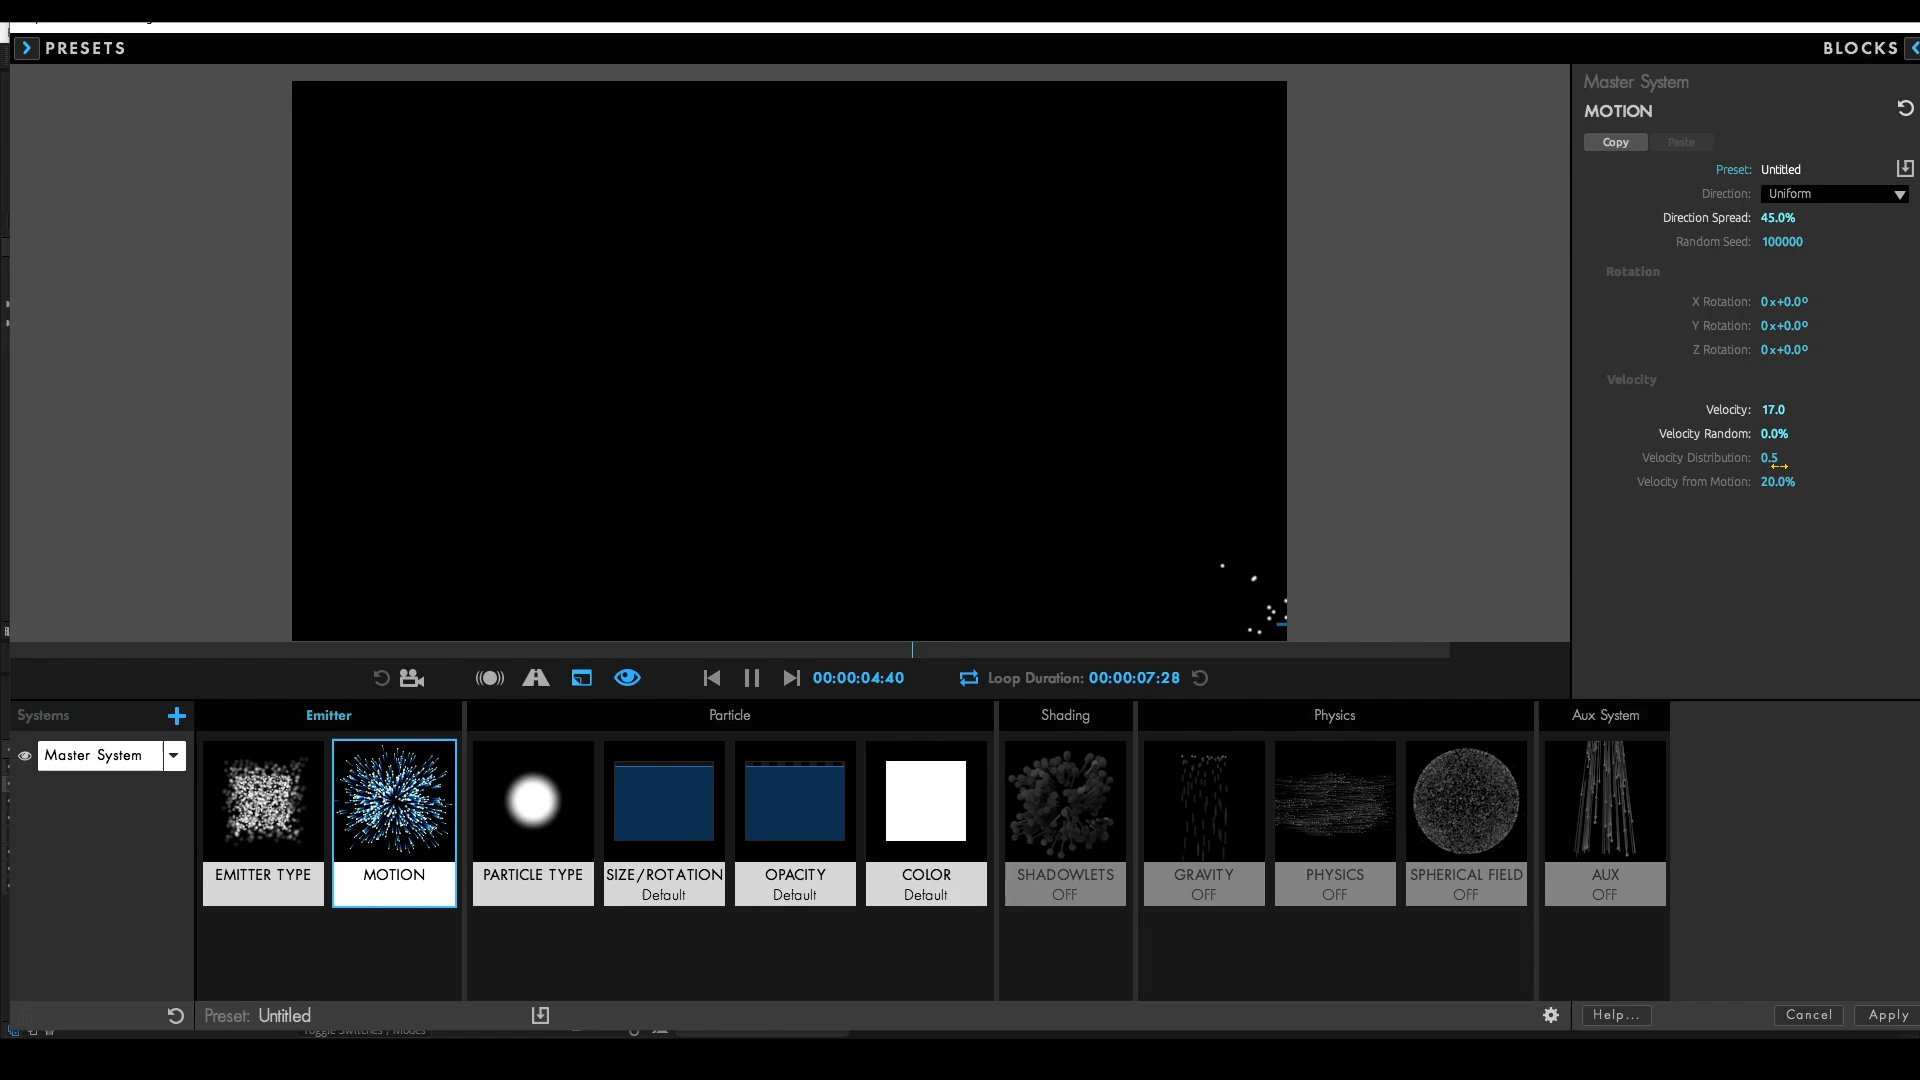 PRESETS
BLOCKS
Master System
MOTION
Copy Paste
Preset: Untitled
Direction: Uniform
Direction Spread: 45.0%
Random Seed: 100000
Rotation
X Rotation: 0x+0.0º
Y Rotation: 0x+0.0º
Z Rotation: 0x+0.0º
Velocity
Velocity: 17.0
Velocity Random: 0.0%
Velocity Distribution: 0.5
Velocity from Motion: 20.0%
00:00:04:40 Loop Duration: 00:00:07:28
Systems
Emitter
Particle
Shading
Physics
Aux System
Master System
EMITTER TYPE
MOTION
PARTICLE TYPE
SIZE/ROTATION
Default
OPACITY
Default
COLOR
Default
SHADOWLETS
OFF
GRAVITY
OFF
PHYSICS
OFF
SPHERICAL FIELD
OFF
AUX
OFF
Preset: Untitled
Help...
Cancel
Apply
Toggle Switches / Modes